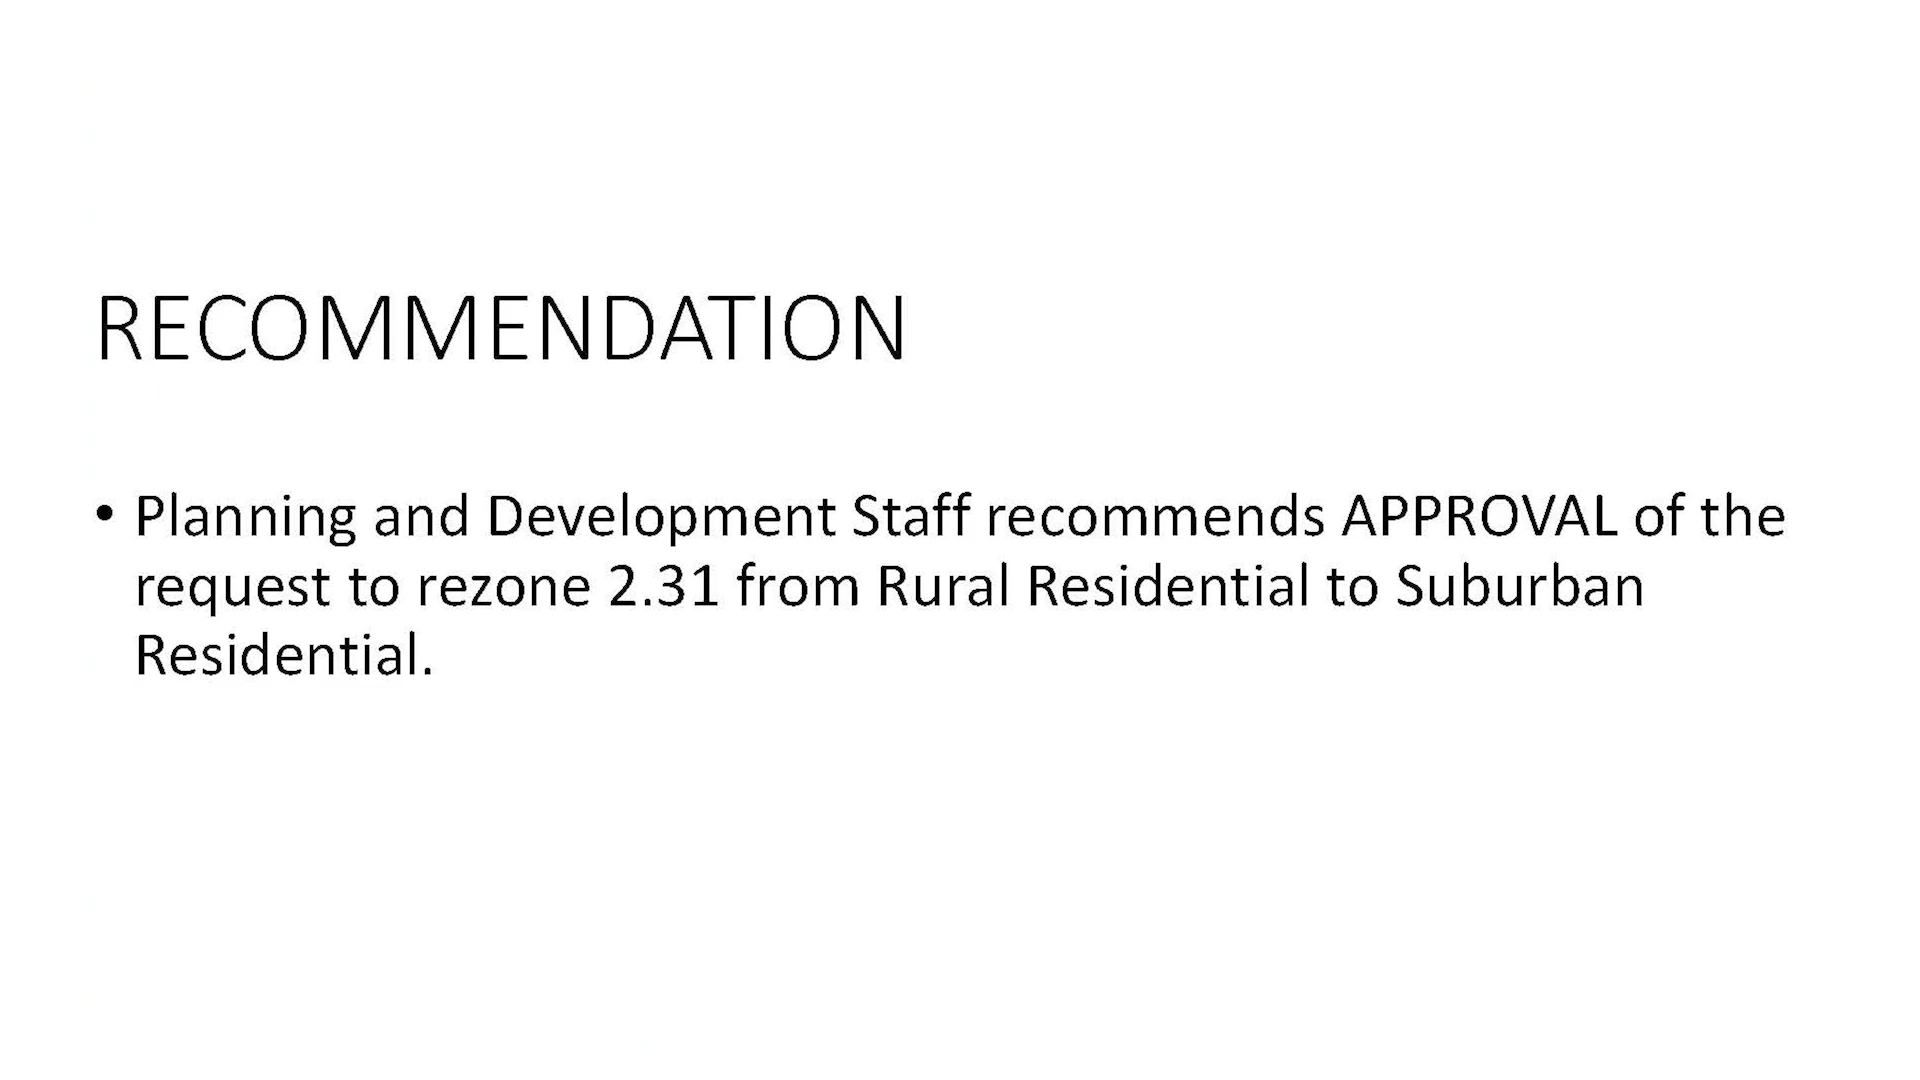 RECOMMENDATION
• Planning and Development Staff recommends APPROVAL of the
request to rezone 2.31 from Rural Residential to Suburban
Residential.